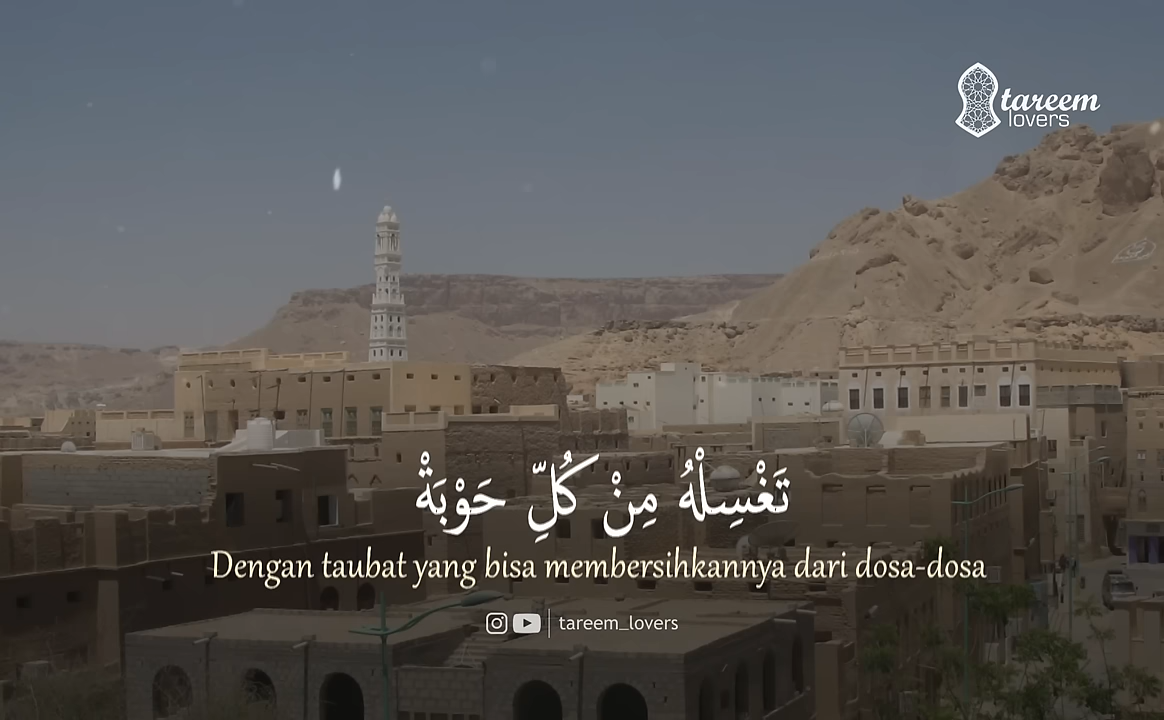 tareem
lovers
تَغْسِلْهُ مِنْ كُلِّ حَوْبَةْ
Dengan taubat yang bisa membersihkannya dari dosa-dosa
tareem_lovers